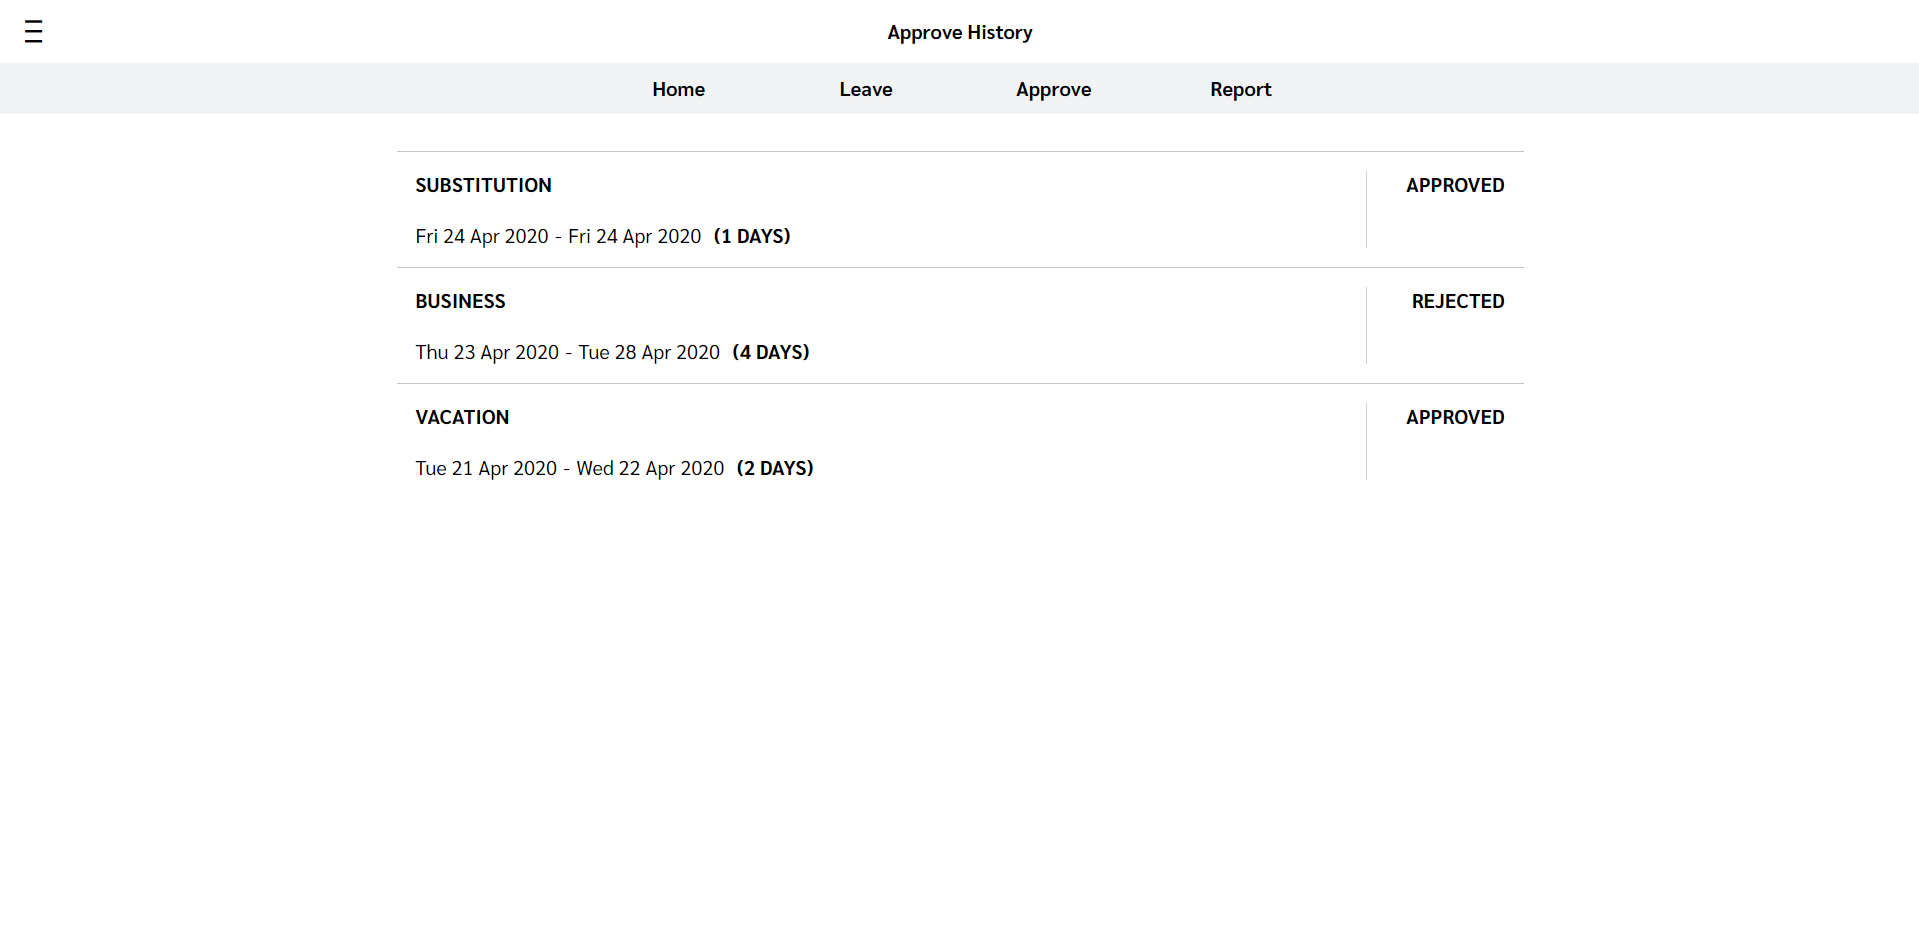 Approve History
Home Leave Approve Report
SUBSTITUTION APPROVED
Fri 24 Apr 2020 - Fri 24 Apr 2020 (1 DAYS)
BUSINESS REJECTED
Thu 23 Apr 2020 - Tue 28 Apr 2020 (4 DAYS)
VACATION APPROVED
Tue 21 Apr 2020 - Wed 22 Apr 2020 (2 DAYS)